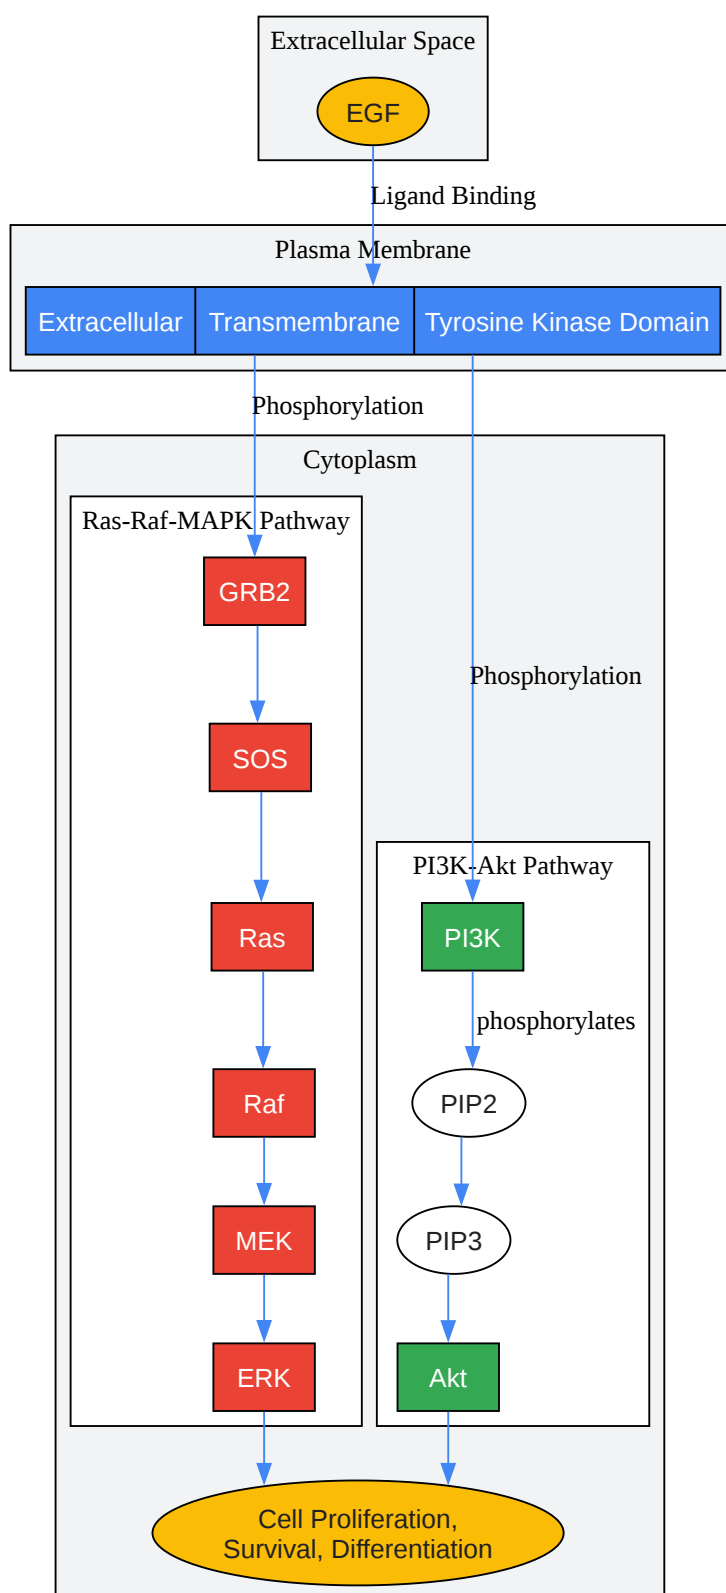 Extracellular Space
EGF
Ligand Binding
Plasma Membrane
Extracellular
Transmembrane
Tyrosine Kinase Domain
Phosphorylation
Cytoplasm
Ras-Raf-MAPK Pathway
GRB2
Phosphorylation
SOS
PI3K-Akt Pathway
Ras
PI3K
phosphorylates
Raf
PIP2
MEK
PIP3
ERK
Akt
Cell Proliferation,
Survival, Differentiation